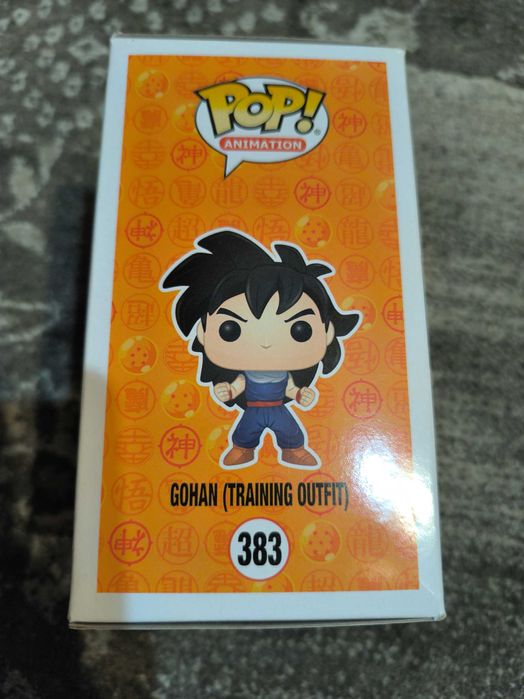 POP!
ANIMATION
GOHAN (TRAINING OUTFIT)
383